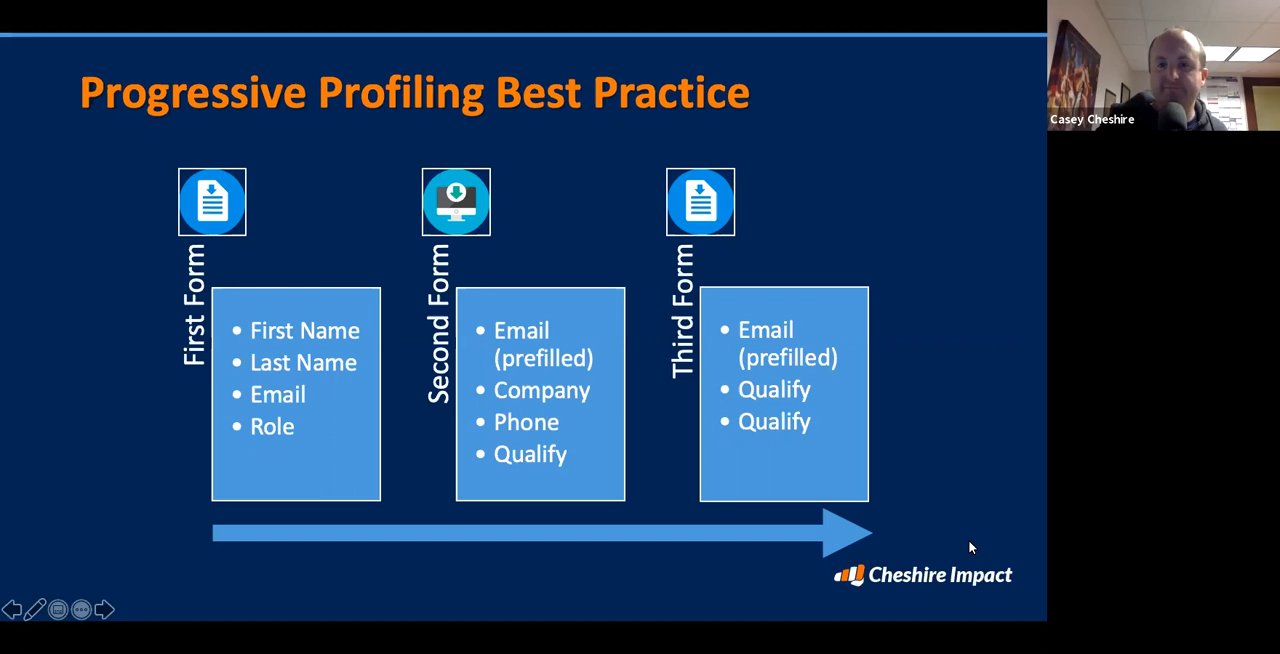 Progressive Profiling Best Practice
Casey Cheshire
First Form
• First Name
• Last Name
• Email
• Role
Second Form
• Email
(prefilled)
• Company
• Phone
• Qualify
Third Form
• Email
(prefilled)
• Qualify
• Qualify
Cheshire Impact